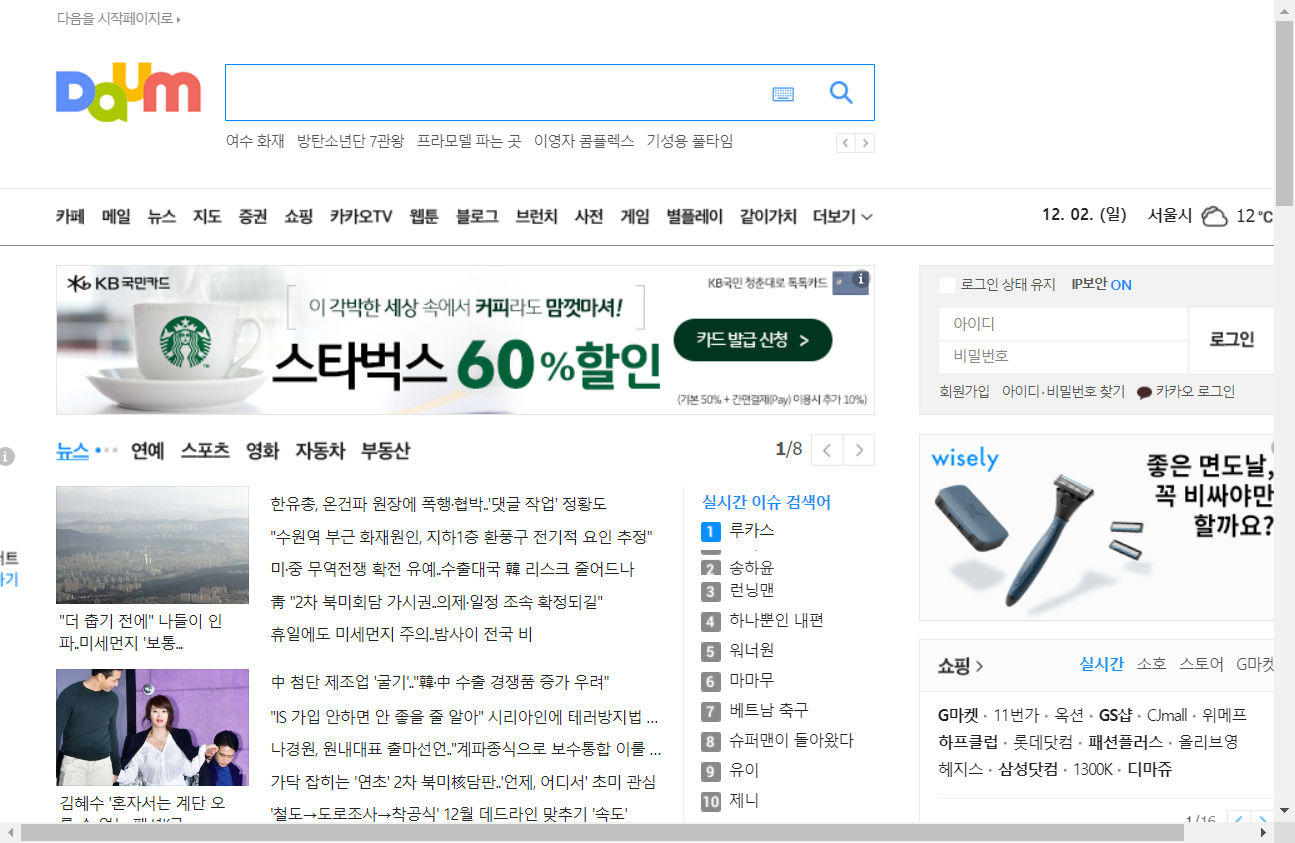 다음을 시작페이지로
Daum
여수 화재 방탄소년단 7관왕 프라모델 파는 곳 이영자 콤플렉스 기성용 풀타임
카페 메일 뉴스 지도 증권 쇼핑 카카오TV 웹툰 블로그 브런치 사전 게임 별플레이 같이가치 더보기
12. 02. (일) 서울시 12℃
KB국민카드
이 각박한 세상 속에서 커피라도 맘껏마셔!
스타벅스 60%할인
KB국민 청춘대로 톡톡카드
카드 발급 신청 >
(기본 50% + 간편결제(Pay) 이용시 추가 10%)
로그인 상태 유지 IP보안 ON
아이디
비밀번호
로그인
회원가입 아이디·비밀번호 찾기 카카오 로그인
뉴스 연예 스포츠 영화 자동차 부동산
1/8
"더 춥기 전에" 나들이 인
파..미세먼지 '보통...
김혜수 '혼자서는 계단 오
한유총, 온건파 원장에 폭행·협박..'댓글 작업' 정황도
"수원역 부근 화재원인, 지하1층 환풍구 전기적 요인 추정"
미·중 무역전쟁 확전 유예..수출대국 韓 리스크 줄어드나
靑 "2차 북미회담 가시권..의제·일정 조속 확정되길"
휴일에도 미세먼지 주의..밤사이 전국 비
中 첨단 제조업 '굴기'.."韓·中 수출 경쟁품 증가 우려"
"IS 가입 안하면 안 좋을 줄 알아" 시리아인에 테러방지법 ...
나경원, 원내대표 출마선언.."계파종식으로 보수통합 이룰 ...
가닥 잡히는 '연초' 2차 북미核담판..'언제, 어디서' 초미 관심
'철도→도로조사→착공식' 12월 데드라인 맞추기 '속도'
실시간 이슈 검색어
1 루카스
2 송하윤
3 런닝맨
4 하나뿐인 내편
5 워너원
6 마마무
7 베트남 축구
8 슈퍼맨이 돌아왔다
9 유이
10 제니
wisely
좋은 면도날,
꼭 비싸야만
할까요?
쇼핑 실시간 소호 스토어 G마켓
G마켓 · 11번가 · 옥션 · GS샵 · CJmall · 위메프
하프클럽 · 롯데닷컴 · 패션플러스 · 올리브영
헤지스 · 삼성닷컴 · 1300K · 디마쥬
1/16